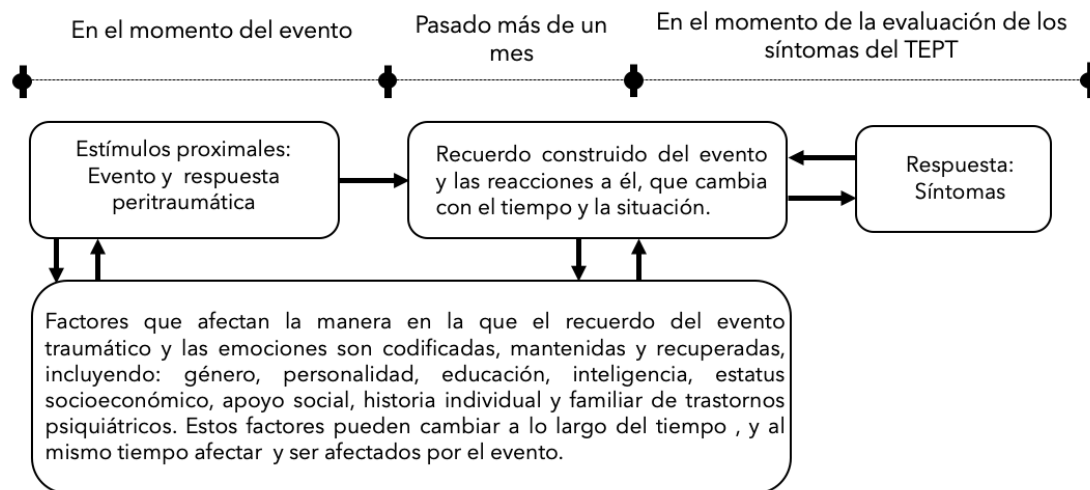 En el momento del evento
Pasado más de un
mes
En el momento de la evaluación de los
síntomas del TEPT
Estímulos proximales:
Evento y respuesta
peritraumática
Recuerdo construido del evento
y las reacciones a él, que cambia
con el tiempo y la situación.
Respuesta:
Síntomas
Factores que afectan la manera en la que el recuerdo del evento
traumático y las emociones son codificadas, mantenidas y recuperadas,
incluyendo: género, personalidad, educación, inteligencia, estatus
socioeconómico, apoyo social, historia individual y familiar de trastornos
psiquiátricos. Estos factores pueden cambiar a lo largo del tiempo , y al
mismo tiempo afectar y ser afectados por el evento.